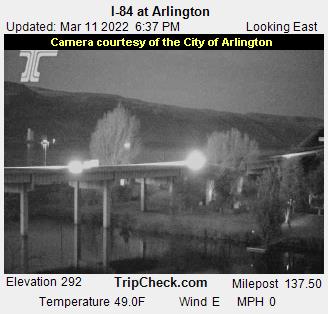 I-84 at Arlington
Updated: Mar 11 2022 6:37 PM Looking East
Camera courtesy of the City of Arlington
Elevation 292 TripCheck.com Milepost 137.50
Temperature 49.0F Wind E MPH 0